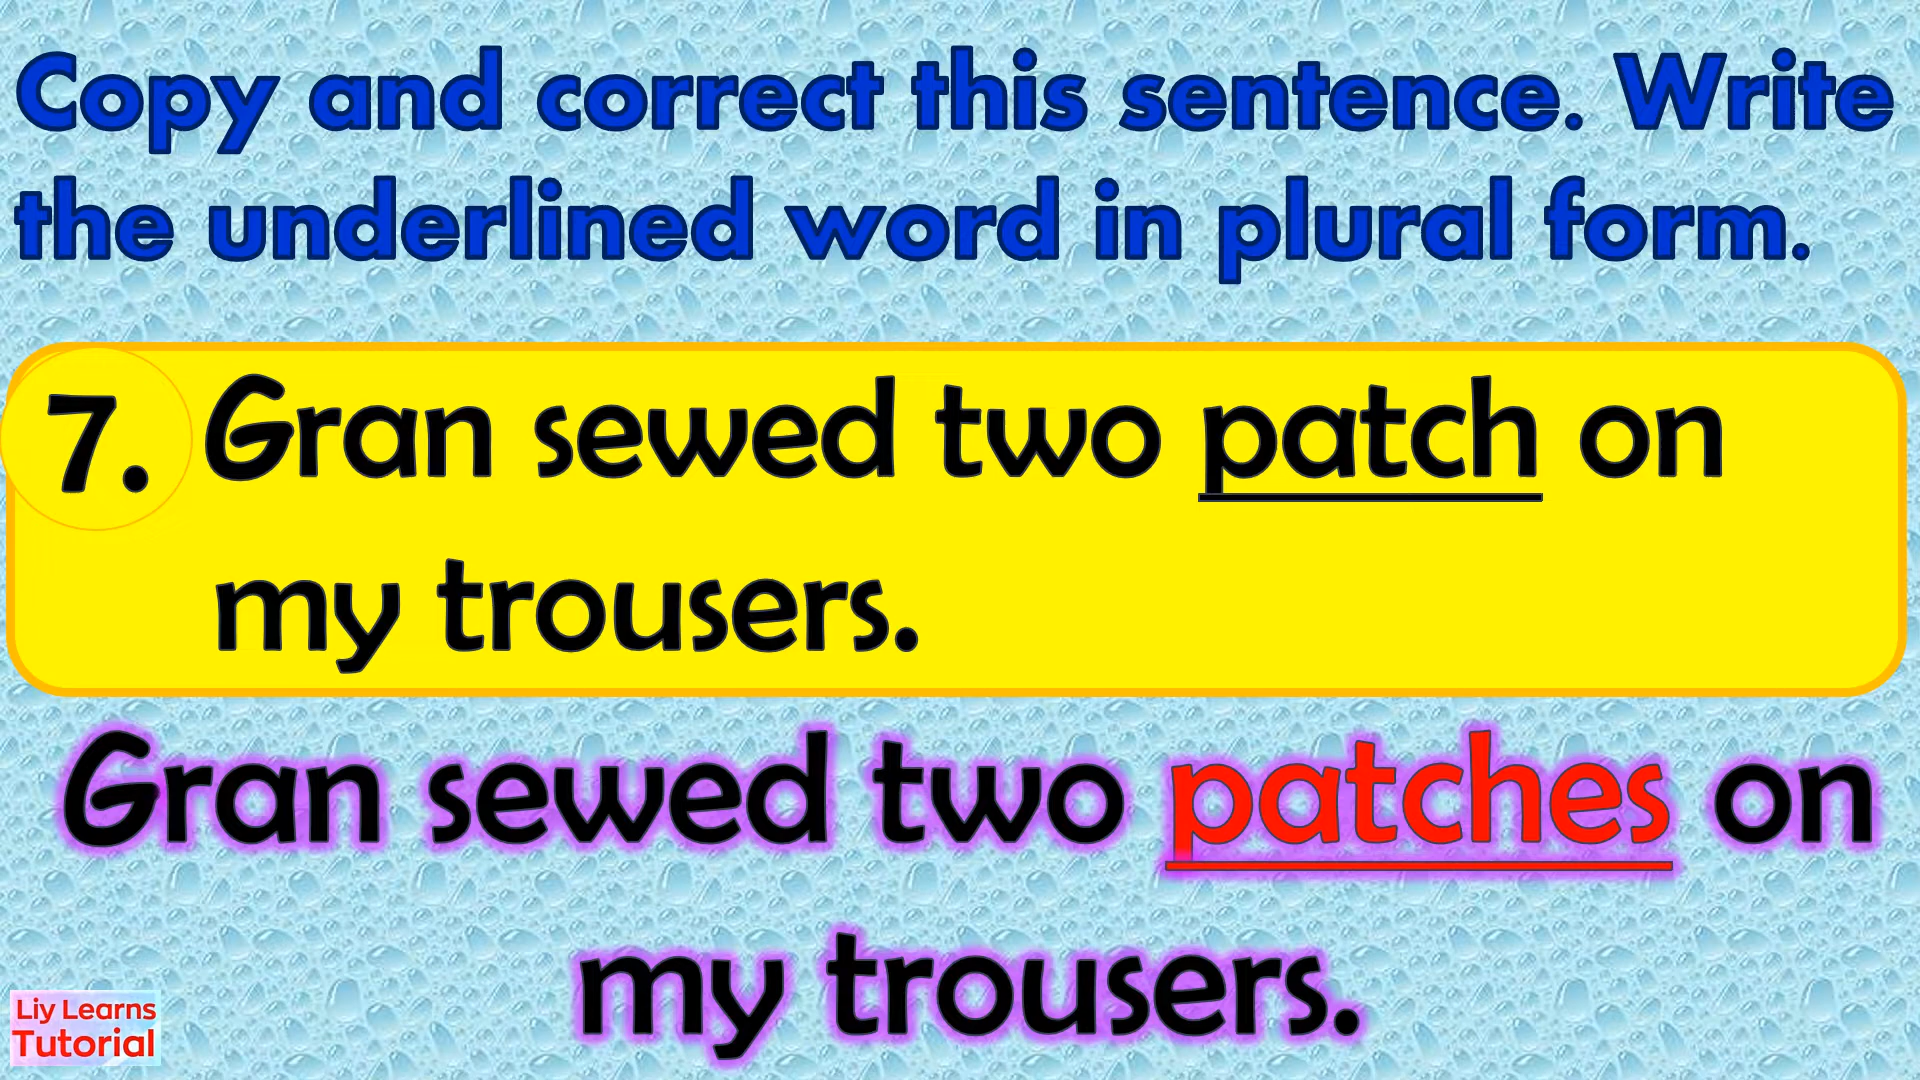 Copy and correct this sentence. Write
the underlined word in plural form.
7. Gran sewed two patch on
my trousers.
Gran sewed two patches on
my trousers.
Liy Learns
Tutorial